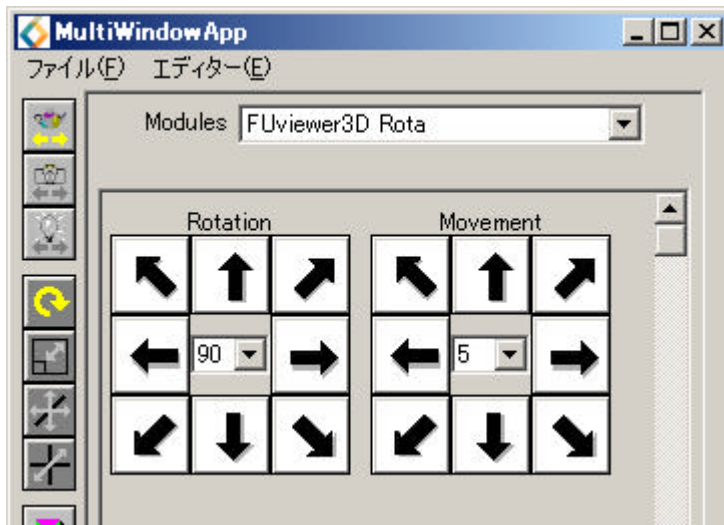 MultiWindowApp
ファイル(F) エディター(E)
Modules FUviewer3D Rota
Rotation Movement
90 5